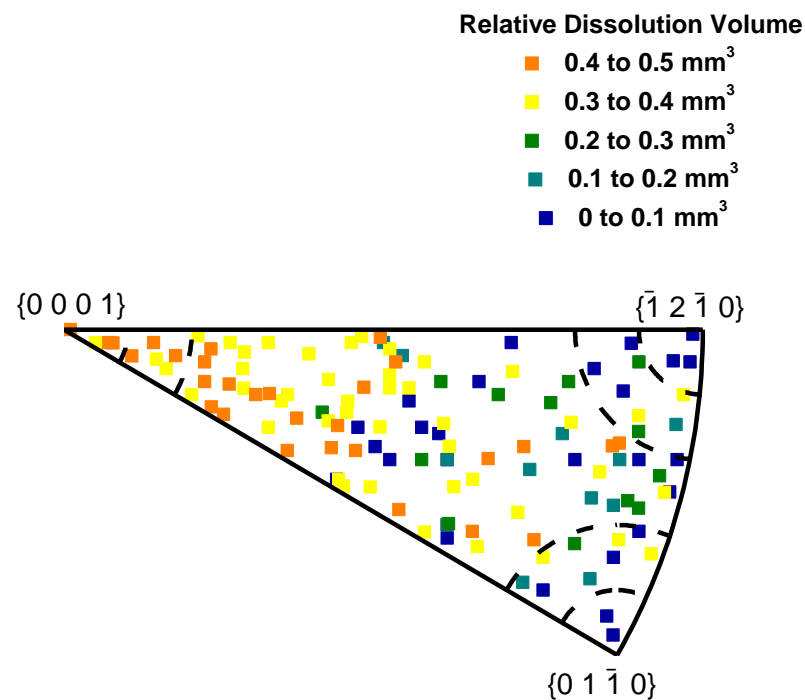 Relative Dissolution Volume
0.4 to 0.5 mm³
0.3 to 0.4 mm³
0.2 to 0.3 mm³
0.1 to 0.2 mm³
0 to 0.1 mm³
{0 0 0 1}
{1̄ 2 1̄ 0}
{0 1 1̄ 0}